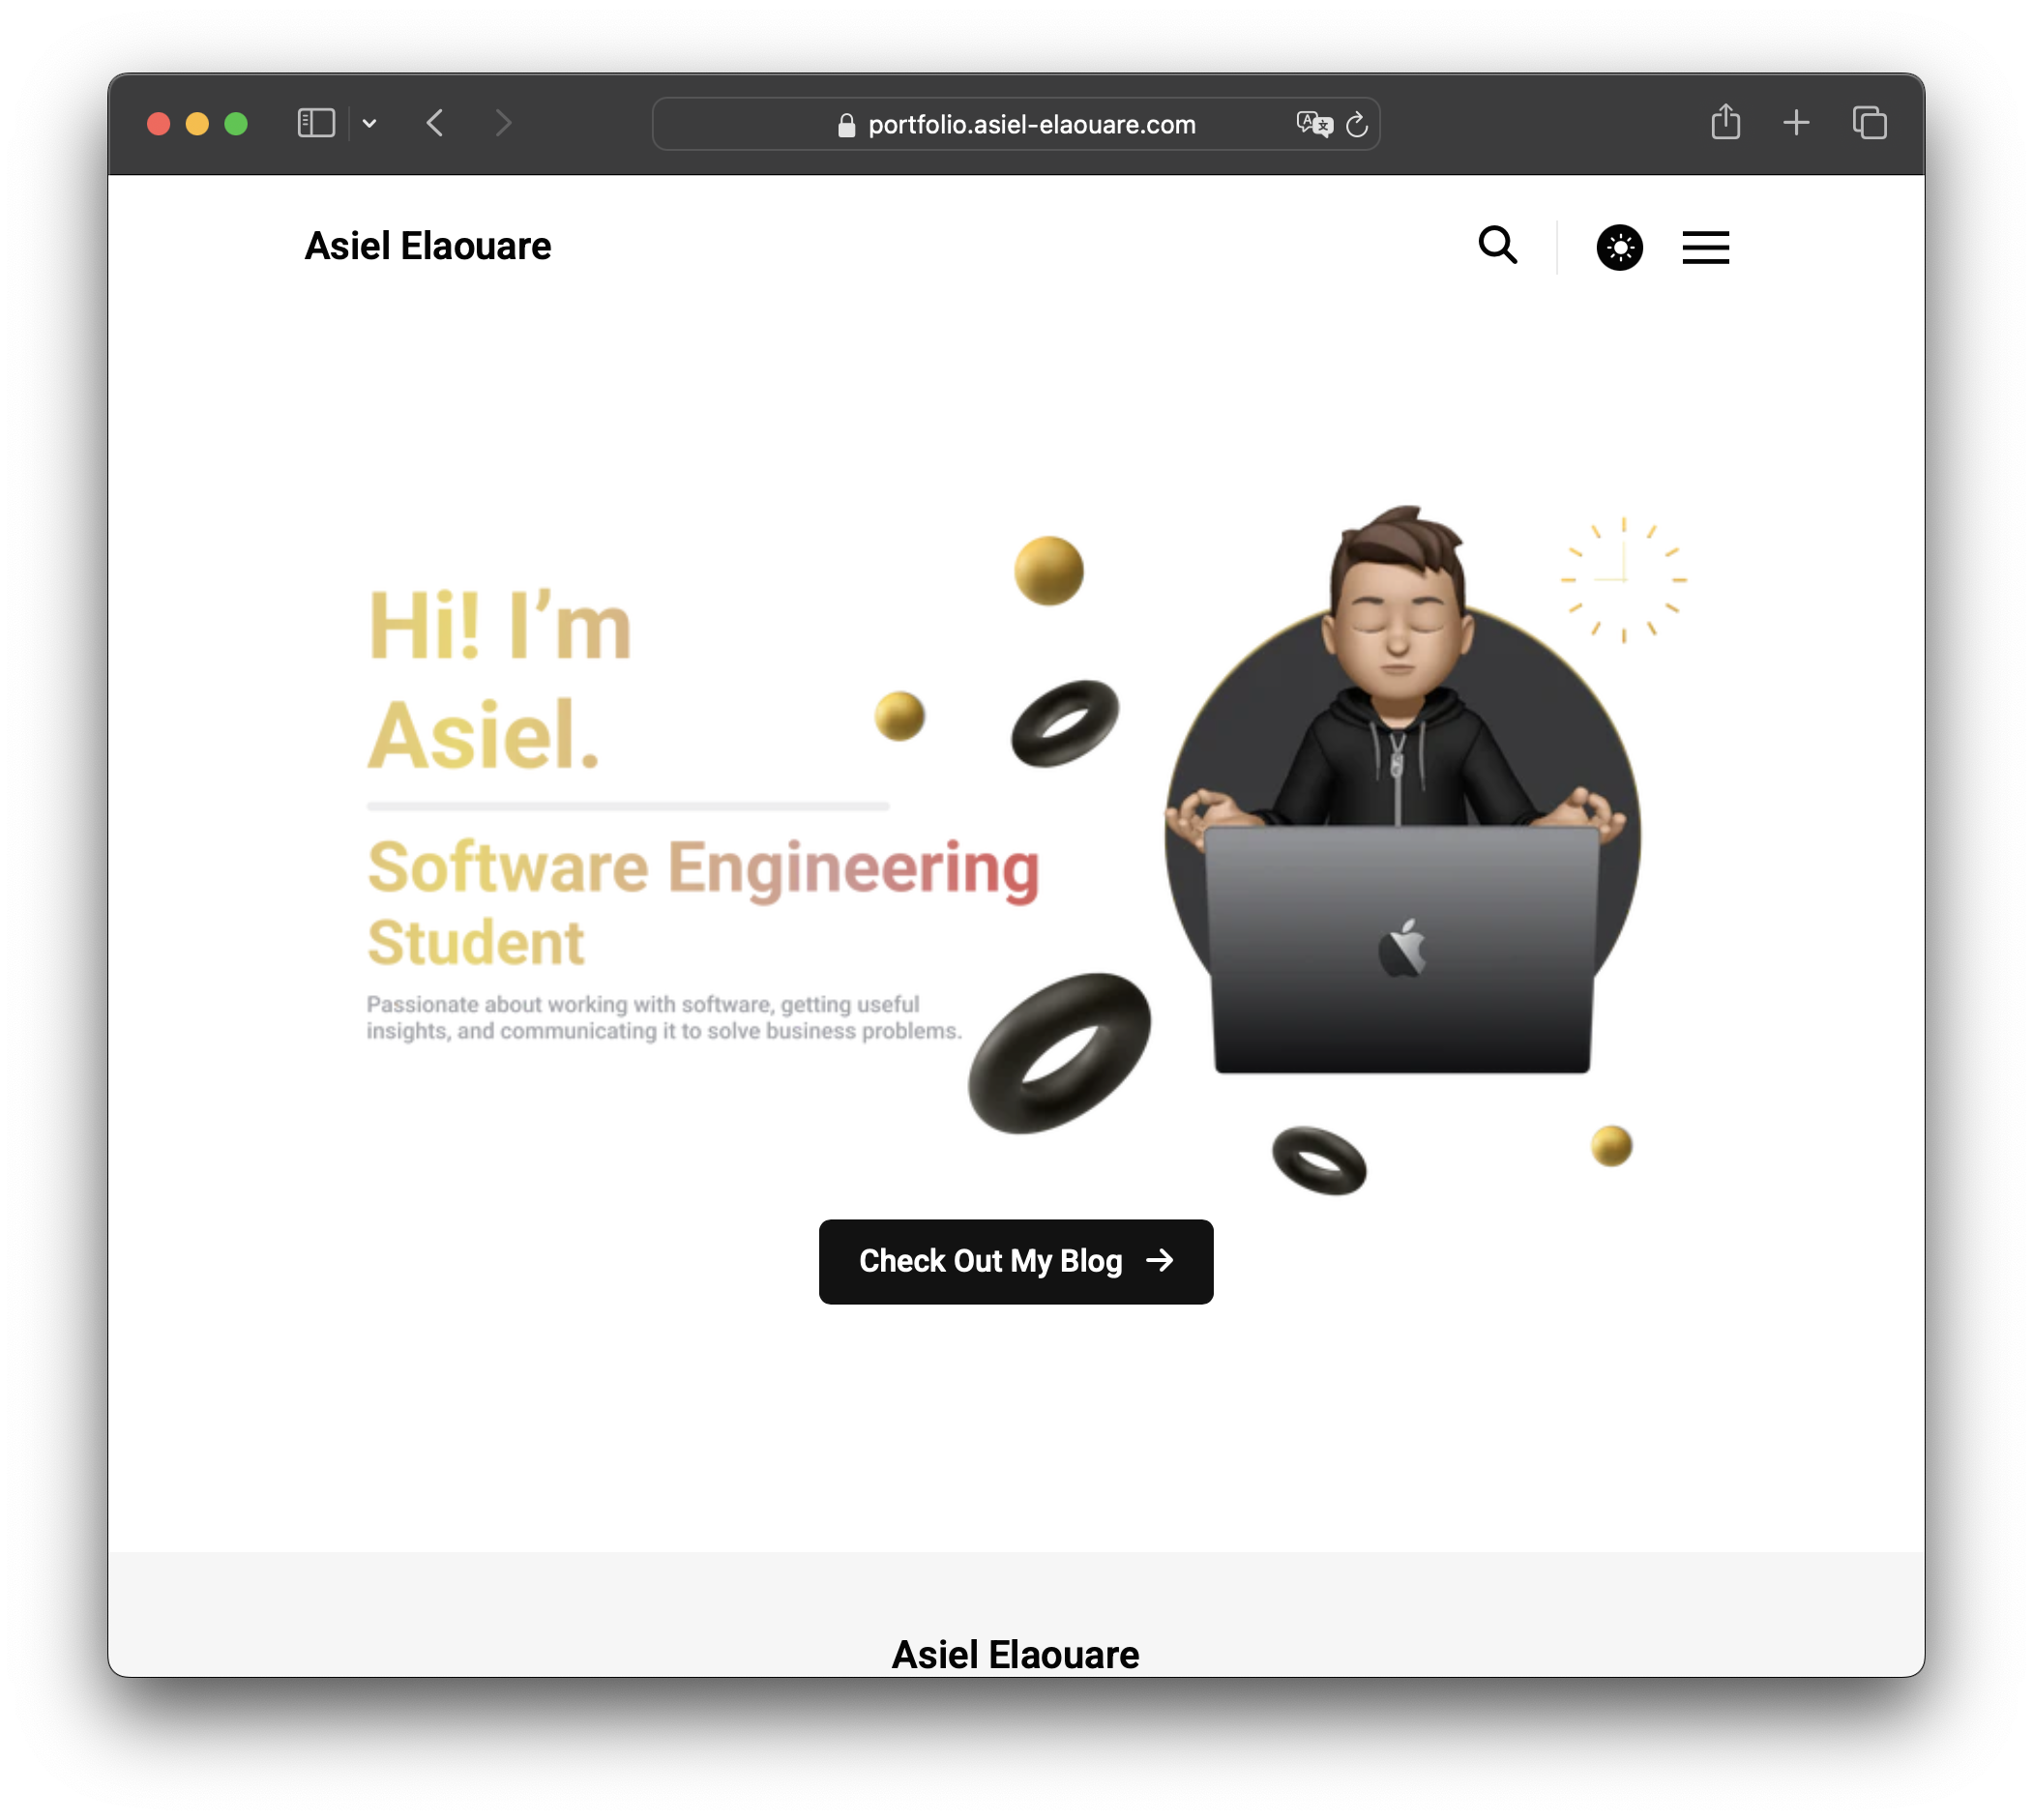 portfolio.asiel-elaouare.com
Asiel Elaouare
Hi! I’m
Asiel.
Software Engineering
Student
Passionate about working with software, getting useful
insights, and communicating it to solve business problems.
Check Out My Blog
Asiel Elaouare